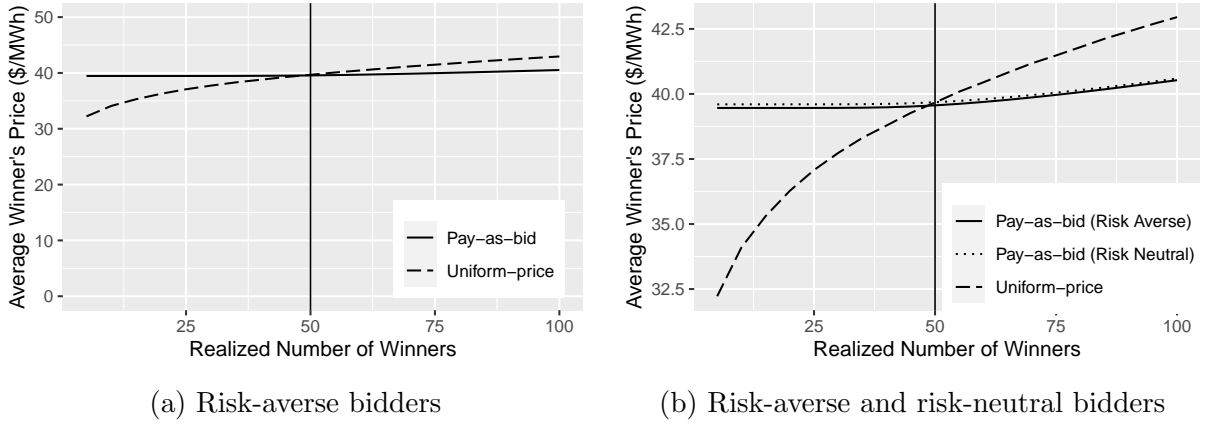 Average Winner's Price ($/MWh)
50
40
30
20
10
0
25
50
75
100
Realized Number of Winners
Pay−as−bid
Uniform−price
(a) Risk-averse bidders
Average Winner's Price ($/MWh)
42.5
40.0
37.5
35.0
32.5
25
50
75
100
Realized Number of Winners
Pay−as−bid (Risk Averse)
Pay−as−bid (Risk Neutral)
Uniform−price
(b) Risk-averse and risk-neutral bidders